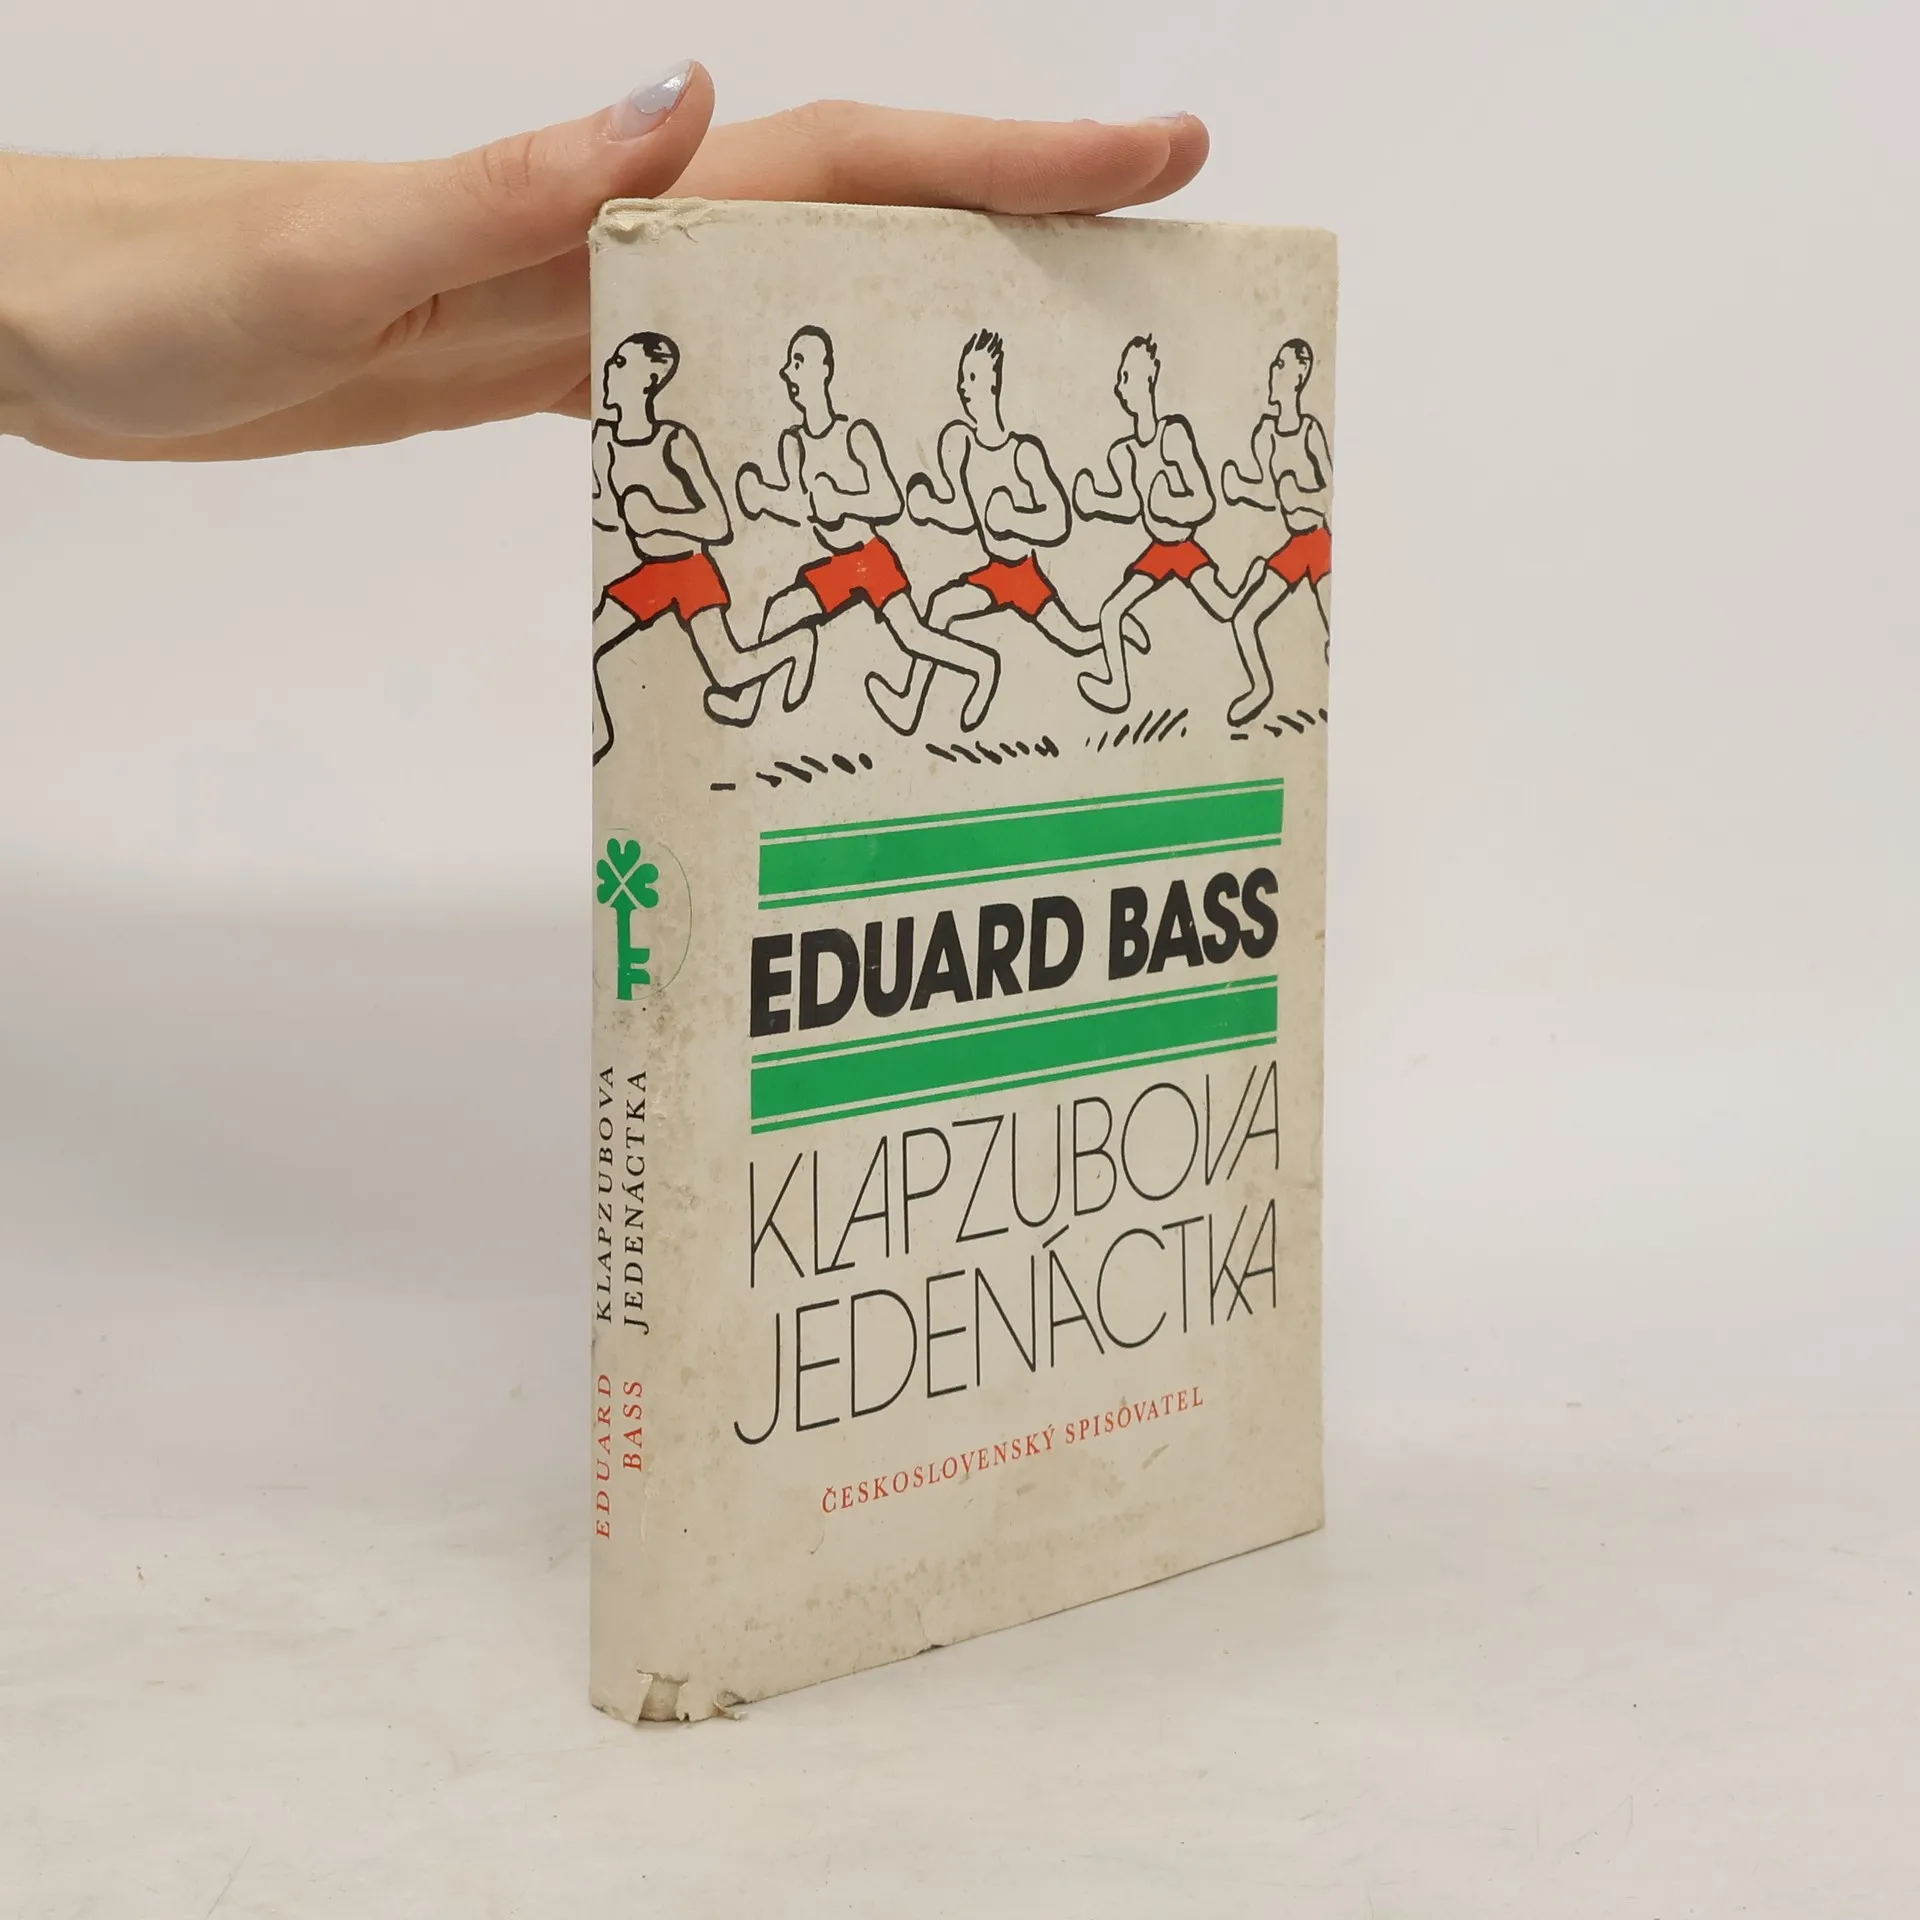 EDUARD BASS
KLAPZUBOVA
JEDENÁCTKA
ČESKOSLOVENSKÝ SPISOVATEL
EDUARD KLAPZUBOVA
BASS JEDENÁCTKA